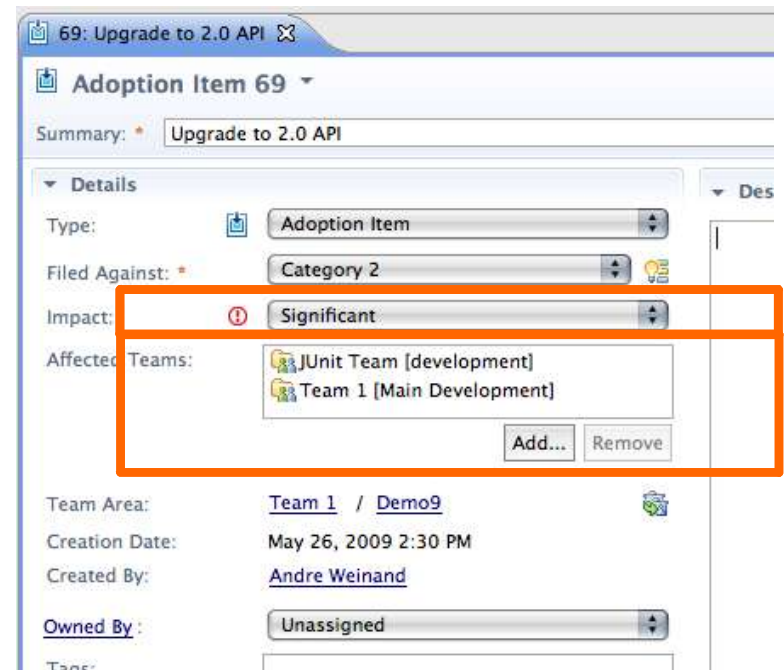 69: Upgrade to 2.0 API
Adoption Item 69
Summary: * Upgrade to 2.0 API
Details
Des
Type: Adoption Item
Filed Against: * Category 2
Impact: Significant
Affected Teams: JUnit Team [development]
Team 1 [Main Development]
Add... Remove
Team Area: Team 1 / Demo9
Creation Date: May 26, 2009 2:30 PM
Created By: Andre Weinand
Owned By : Unassigned
Tags: